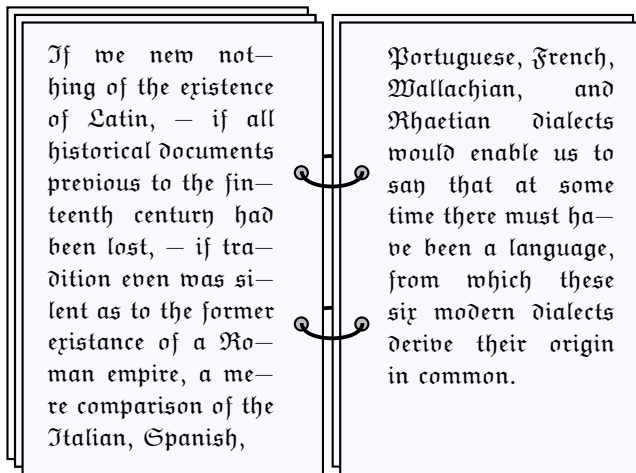 If we new not—
hing of the existence
of Latin, — if all
historical documents
previous to the fin—
teenth century had
been lost, — if tra—
dition even was si—
lent as to the former
existance of a Ro—
man empire, a me—
re comparison of the
Italian, Spanish,
Portuguese, French,
Wallachian, and
Rhaetian dialects
would enable us to
say that at some
time there must ha—
ve been a language,
from which these
six modern dialects
derive their origin
in common.